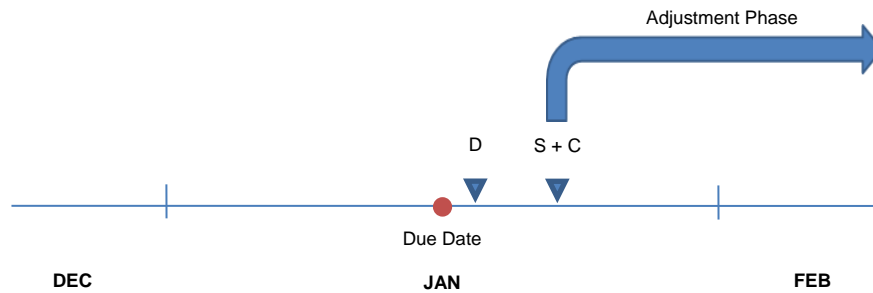 Adjustment Phase
D
S + C
Due Date
DEC
JAN
FEB